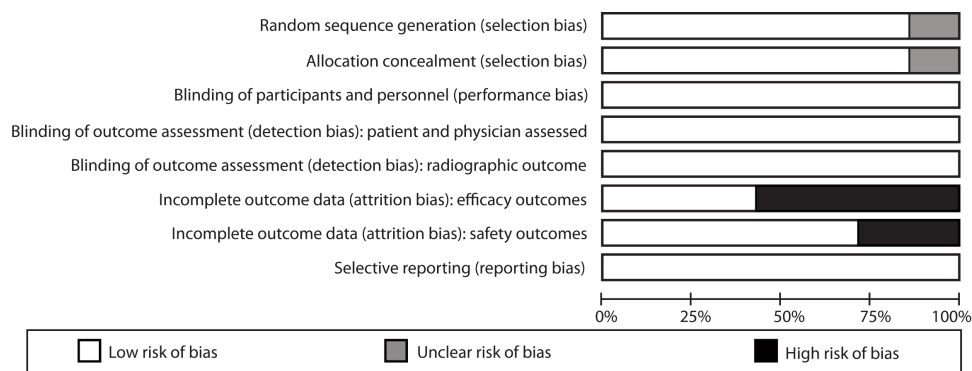 Random sequence generation (selection bias)
Allocation concealment (selection bias)
Blinding of participants and personnel (performance bias)
Blinding of outcome assessment (detection bias): patient and physician assessed
Blinding of outcome assessment (detection bias): radiographic outcome
Incomplete outcome data (attrition bias): efficacy outcomes
Incomplete outcome data (attrition bias): safety outcomes
Selective reporting (reporting bias)
0% 25% 50% 75% 100%
Low risk of bias Unclear risk of bias High risk of bias